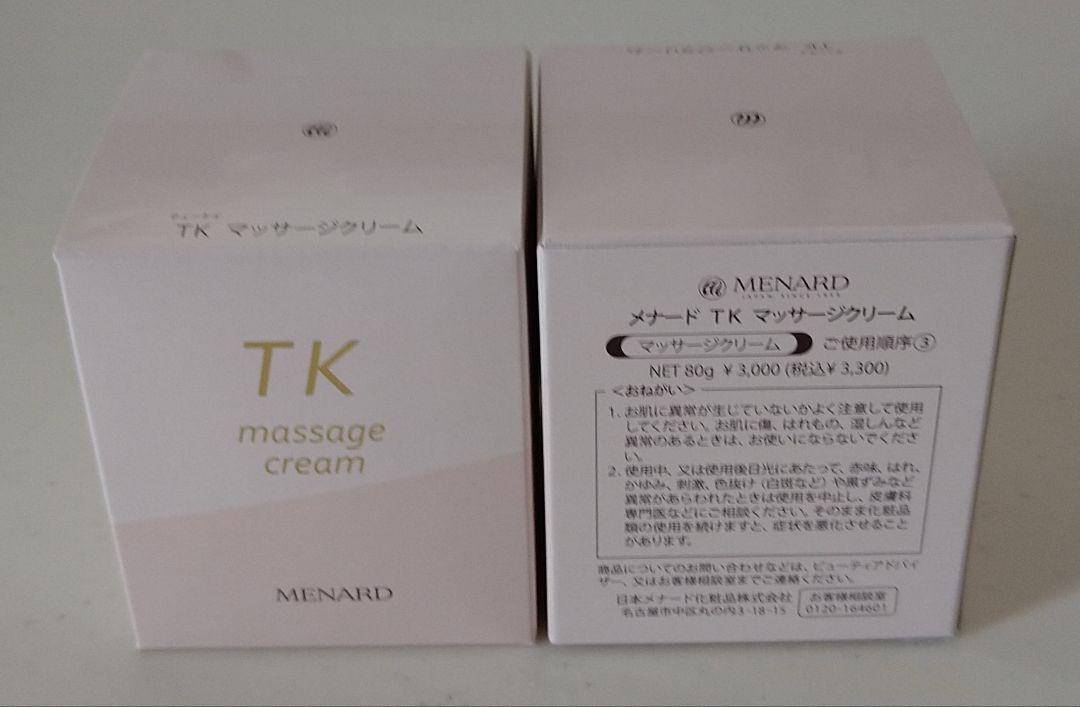 ティーケイ
TK マッサージクリーム
TK
massage
cream
MENARD
MENARD
JAPAN SINCE 1959
メナード TK マッサージクリーム
マッサージクリーム ご使用順序③
NET 80g ¥3,000 (税込¥3,300)
<おねがい>
1. お肌に異常が生じていないかよく注意して使用
してください。お肌に傷、はれもの、湿しんなど
異常のあるときは、お使いにならないでくださ
い。
2. 使用中、又は使用後日光にあたって、赤味、はれ、
かゆみ、刺激、色抜け(白斑など)や黒ずみなど
異常があらわれたときは使用を中止し、皮膚科
専門医などにご相談ください。そのまま化粧品
類の使用を続けますと、症状を悪化させること
があります。
商品についてのお問い合わせなどは、ビューティアドバイ
ザー、又はお客様相談室までご連絡ください。
日本メナード化粧品株式会社
名古屋市中区丸の内3-18-15
お客様相談室
0120-164601